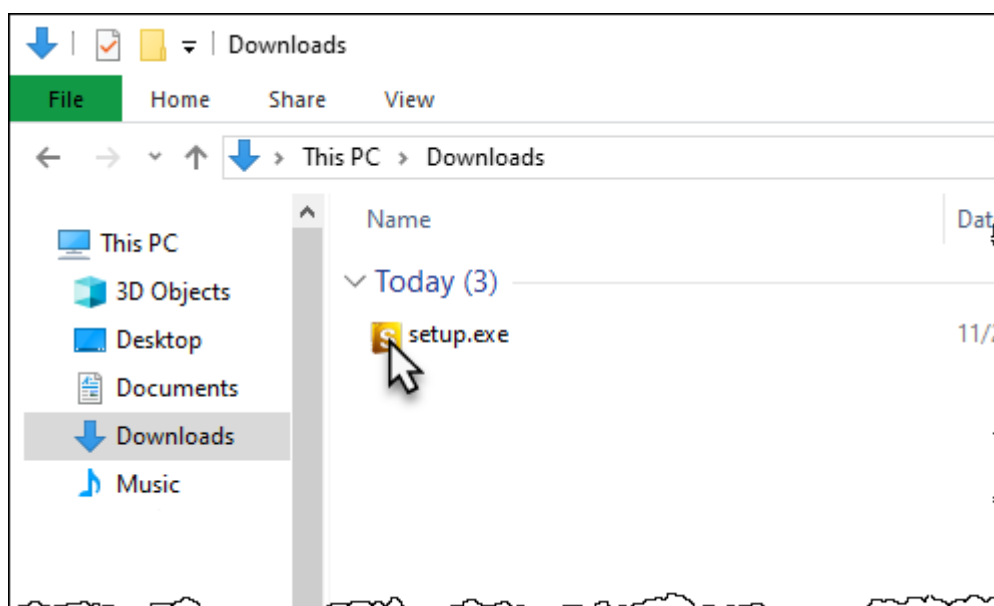 Downloads
File Home Share View
This PC > Downloads
Name
This PC
3D Objects
Desktop
Documents
Downloads
Music
Today (3)
setup.exe
S